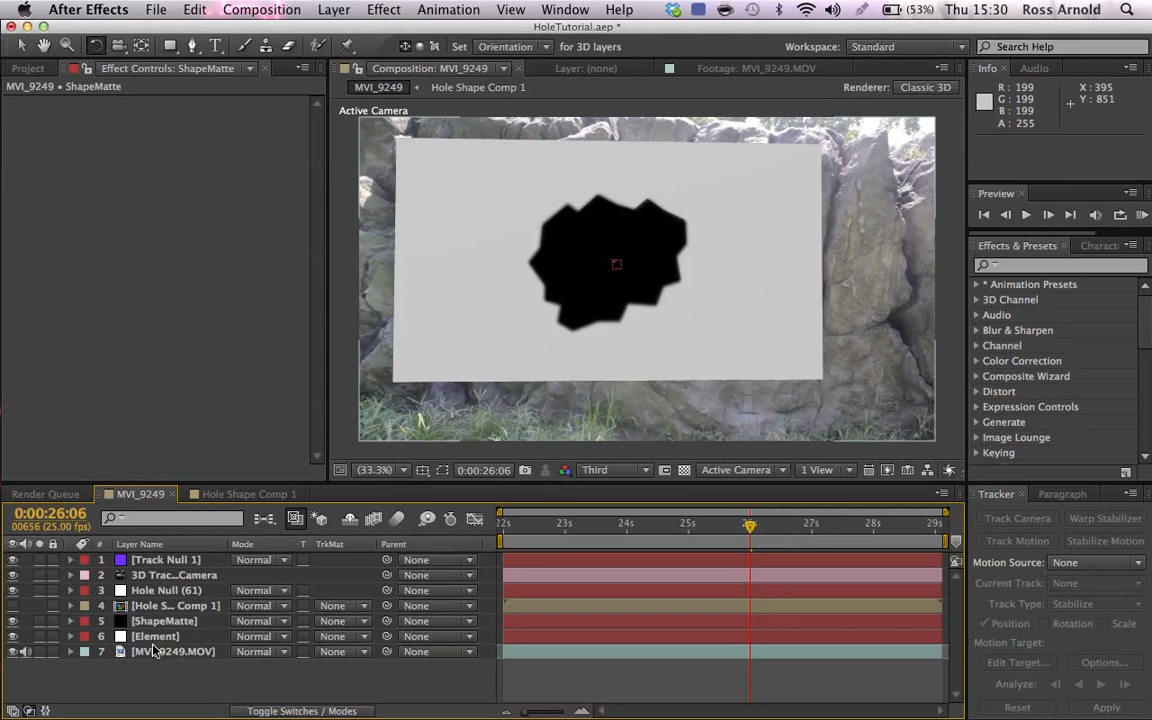 After Effects File Edit Composition Layer Effect Animation View Window Help (53%) Thu 15:30 Ross Arnold
HoleTutorial.aep *
Set Orientation for 3D layers Workspace: Standard Search Help
Project Effect Controls: ShapeMatte Composition: MVI_9249 Layer: (none) Footage: MVI_9249.MOV Info Audio
MVI_9249 • ShapeMatte MVI_9249 Hole Shape Comp 1 Renderer: Classic 3D
Active Camera
R : 199 X : 395
G : 199 Y : 851
B : 199
A : 255
Preview
Effects & Presets Charact
* Animation Presets
3D Channel
Audio
Blur & Sharpen
Channel
Color Correction
Composite Wizard
Distort
Expression Controls
Generate
Image Lounge
Keying
(33.3%) 0:00:26:06 Third Active Camera 1 View
Render Queue MVI_9249 Hole Shape Comp 1 Tracker Paragraph
0:00:26:06
00656 (25.00 fps)
22s 23s 24s 25s 27s 28s 29s
# Layer Name Mode T TrkMat Parent
1 [Track Null 1] Normal None
2 3D Trac...Camera None
3 Hole Null (61) Normal None
4 [Hole S... Comp 1] Normal None None
5 [ShapeMatte] Normal None None
6 [Element] Normal None None
7 [MVI_9249.MOV] Normal None None
Toggle Switches / Modes
Track Camera Warp Stabilizer
Track Motion Stabilize Motion
Motion Source: None
Current Track: None
Track Type: Stabilize
Position Rotation Scale
Motion Target:
Edit Target... Options...
Analyze:
Reset Apply